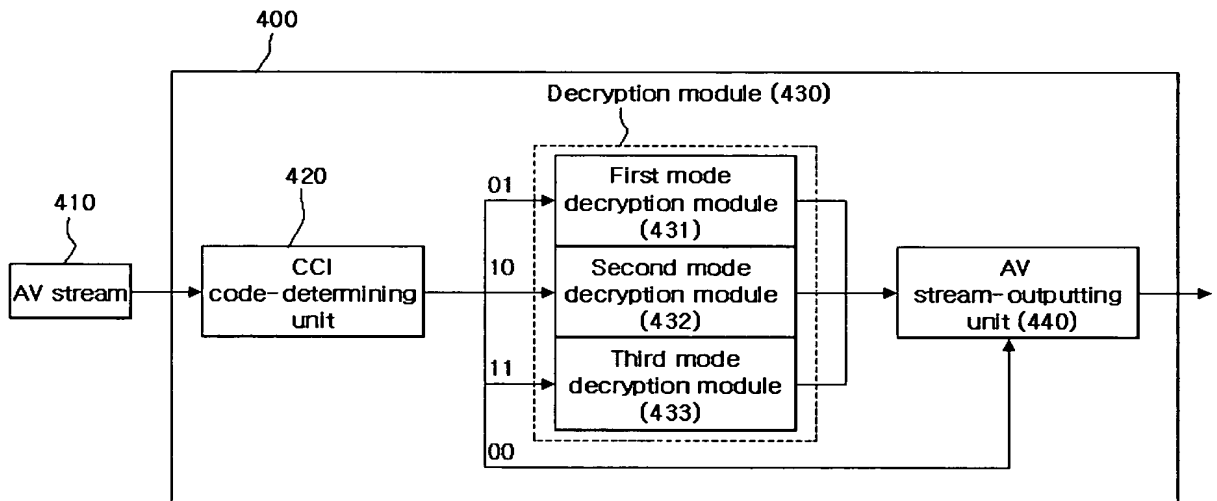 400
Decryption module (430)
410
420
01
First mode
decryption module
(431)
AV stream
CCI
code-determining
unit
10
Second mode
decryption module
(432)
AV
stream-outputting
unit (440)
11
Third mode
decryption module
(433)
00